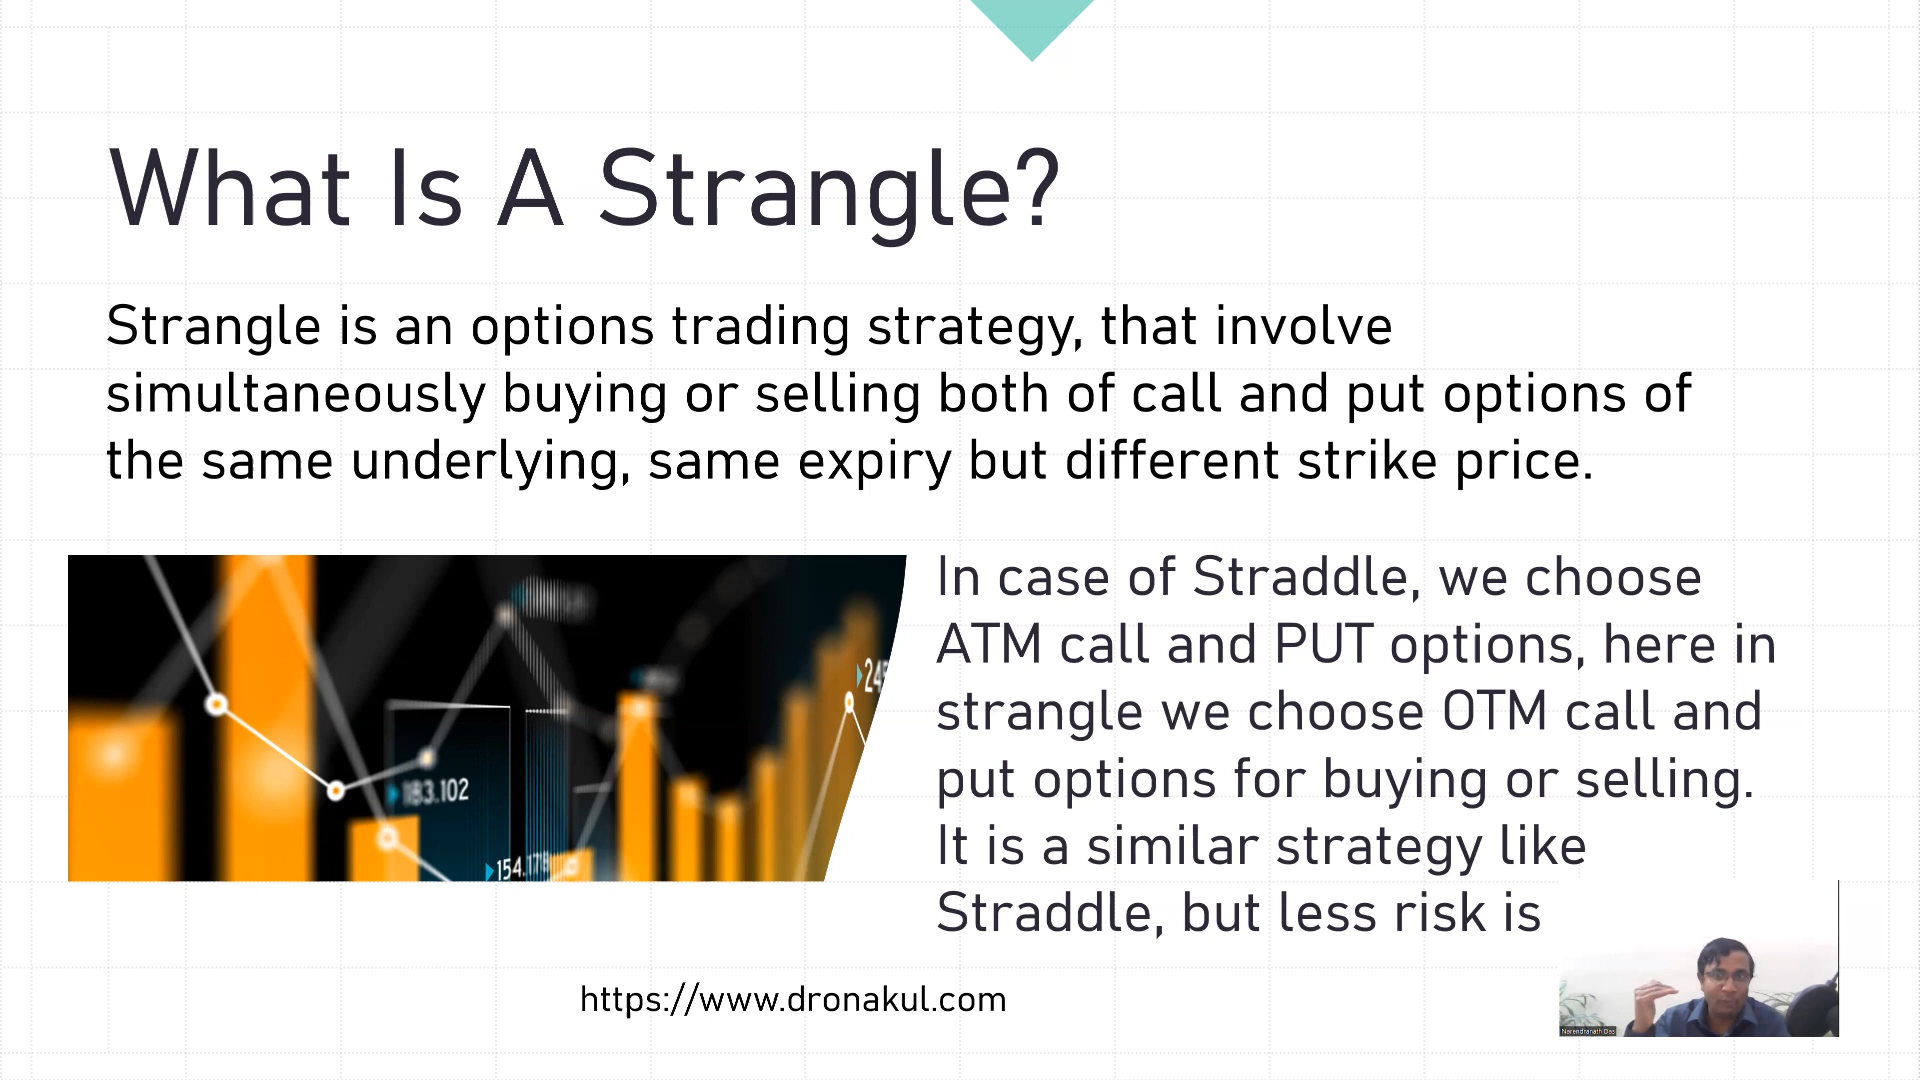 What Is A Strangle?
Strangle is an options trading strategy, that involve
simultaneously buying or selling both of call and put options of
the same underlying, same expiry but different strike price.
In case of Straddle, we choose
ATM call and PUT options, here in
strangle we choose OTM call and
put options for buying or selling.
It is a similar strategy like
Straddle, but less risk is
183.102
154.178
https://www.dronakul.com
Narendranath Das